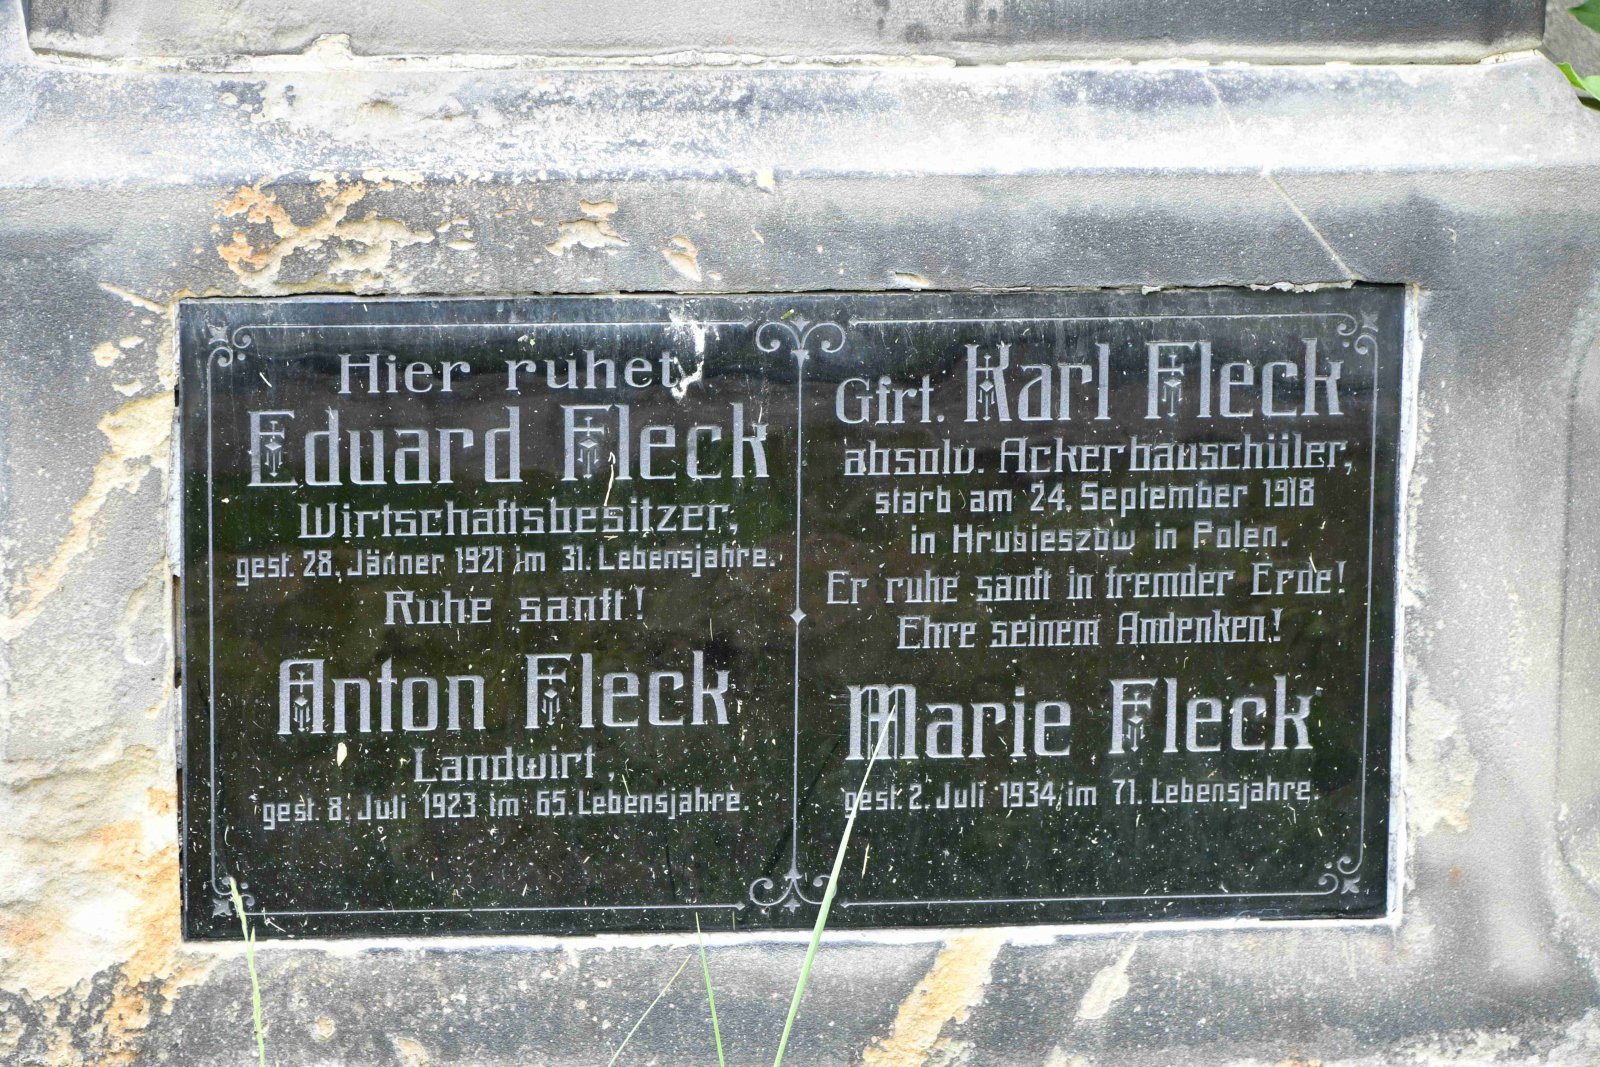 Hier ruhet
Eduard Fleck
Wirtschaftsbesitzer,
gest. 28. Jänner 1921 im 31. Lebensjahre.
Ruhe sanft!
Anton Fleck
Landwirt,
gest. 8. Juli 1923 im 65. Lebensjahre.
Gfrt. Karl Fleck
absolv. Ackerbauschüler,
starb am 24. September 1918
in Hrubieszow in Polen.
Er ruhe sanft in fremder Erde!
Ehre seinem Andenken!
Marie Fleck
gest. 2. Juli 1934 im 71. Lebensjahre.